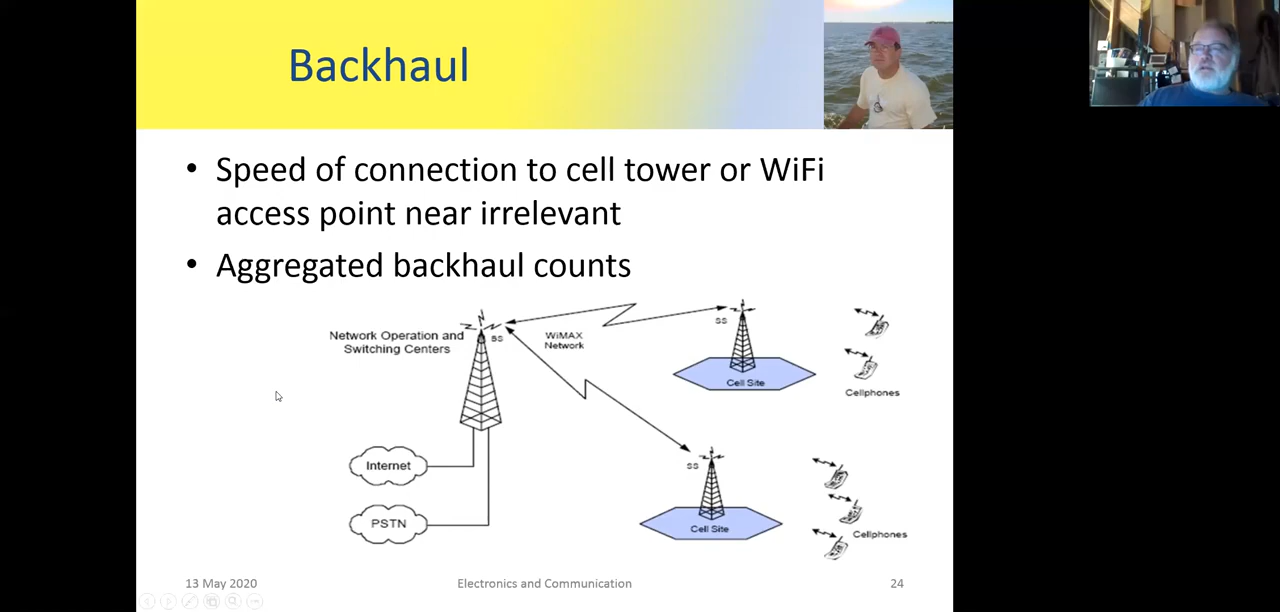 Backhaul
• Speed of connection to cell tower or WiFi
access point near irrelevant
• Aggregated backhaul counts
Network Operation and
Switching Centers
BS
WiMAX
Network
SS
Cell Site
Cellphones
Internet
PSTN
SS
Cell Site
Cellphones
13 May 2020
Electronics and Communication
24